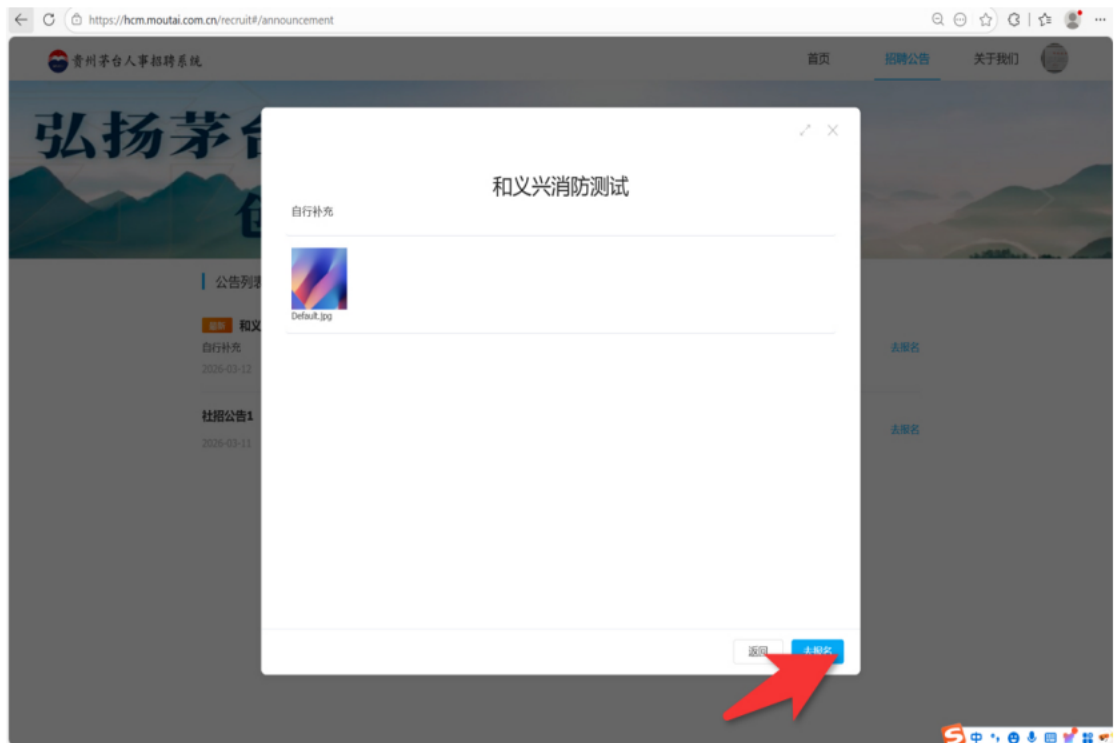 https://hcm.moutai.com.cn/recruit#/announcement
贵州茅台人事招聘系统
首页
招聘公告
关于我们
弘扬茅台
和义兴消防测试
自行补充
Default.jpg
公告列表
最新 和义
自行补充
去报名
2026-03-12
社招公告1
去报名
2026-03-11
返回
去报名
中